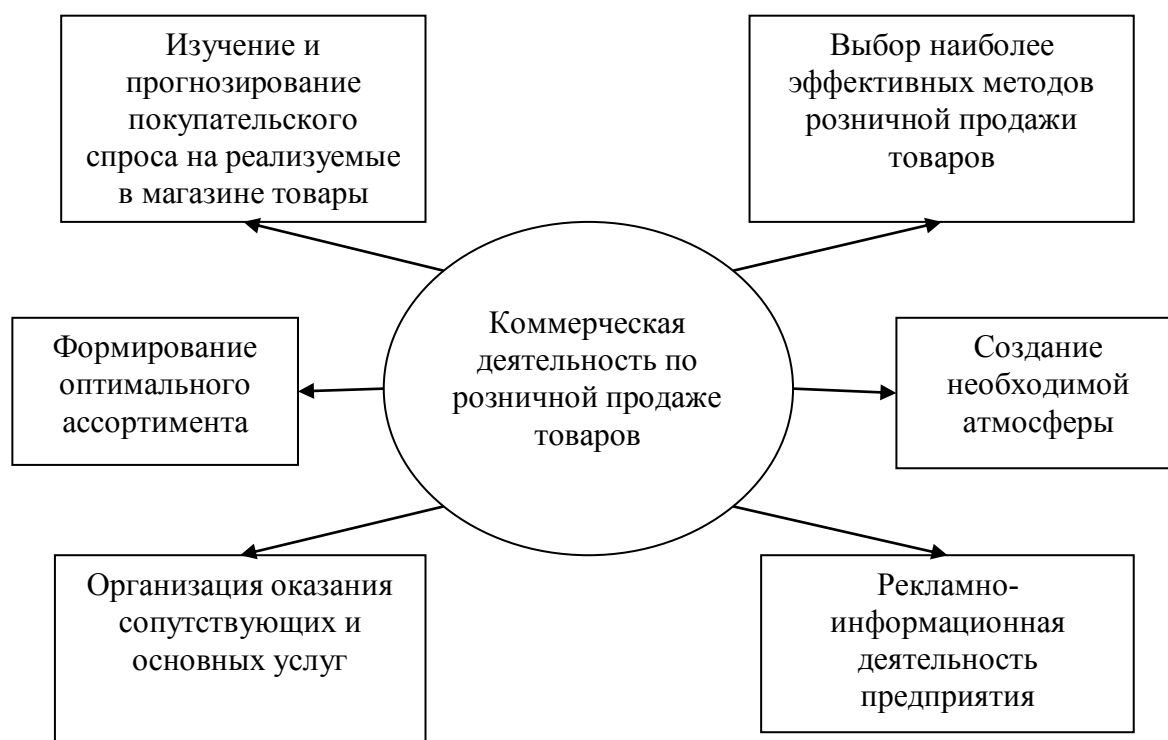 Изучение и
прогнозирование
покупательского
спроса на реализуемые
в магазине товары
Выбор наиболее
эффективных методов
розничной продажи
товаров
Формирование
оптимального
ассортимента
Коммерческая
деятельность по
розничной продаже
товаров
Создание
необходимой
атмосферы
Организация оказания
сопутствующих и
основных услуг
Рекламно-
информационная
деятельность
предприятия